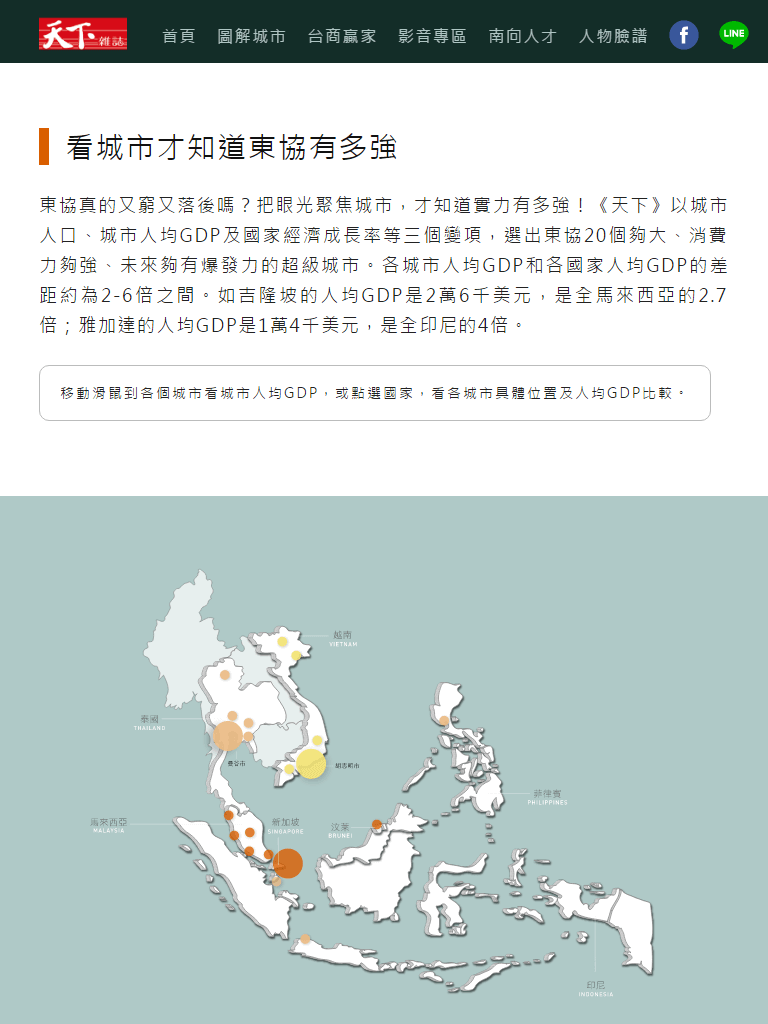 天下 雜誌
首頁 圖解城市 台商贏家 影音專區 南向人才 人物臉譜 f LINE
看城市才知道東協有多強
東協真的又窮又落後嗎？把眼光聚焦城市，才知道實力有多強！《天下》以城市
人口、城市人均GDP及國家經濟成長率等三個變項，選出東協20個夠大、消費
力夠強、未來夠有爆發力的超級城市。各城市人均GDP和各國家人均GDP的差
距約為2-6倍之間。如吉隆坡的人均GDP是2萬6千美元，是全馬來西亞的2.7
倍；雅加達的人均GDP是1萬4千美元，是全印尼的4倍。
移動滑鼠到各個城市看城市人均GDP，或點選國家，看各城市具體位置及人均GDP比較。
越南
VIETNAM
泰國
THAILAND
曼谷市
胡志明市
菲律賓
PHILIPPINES
馬來西亞
MALAYSIA
新加坡
SINGAPORE
汶萊
BRUNEI
印尼
INDONESIA